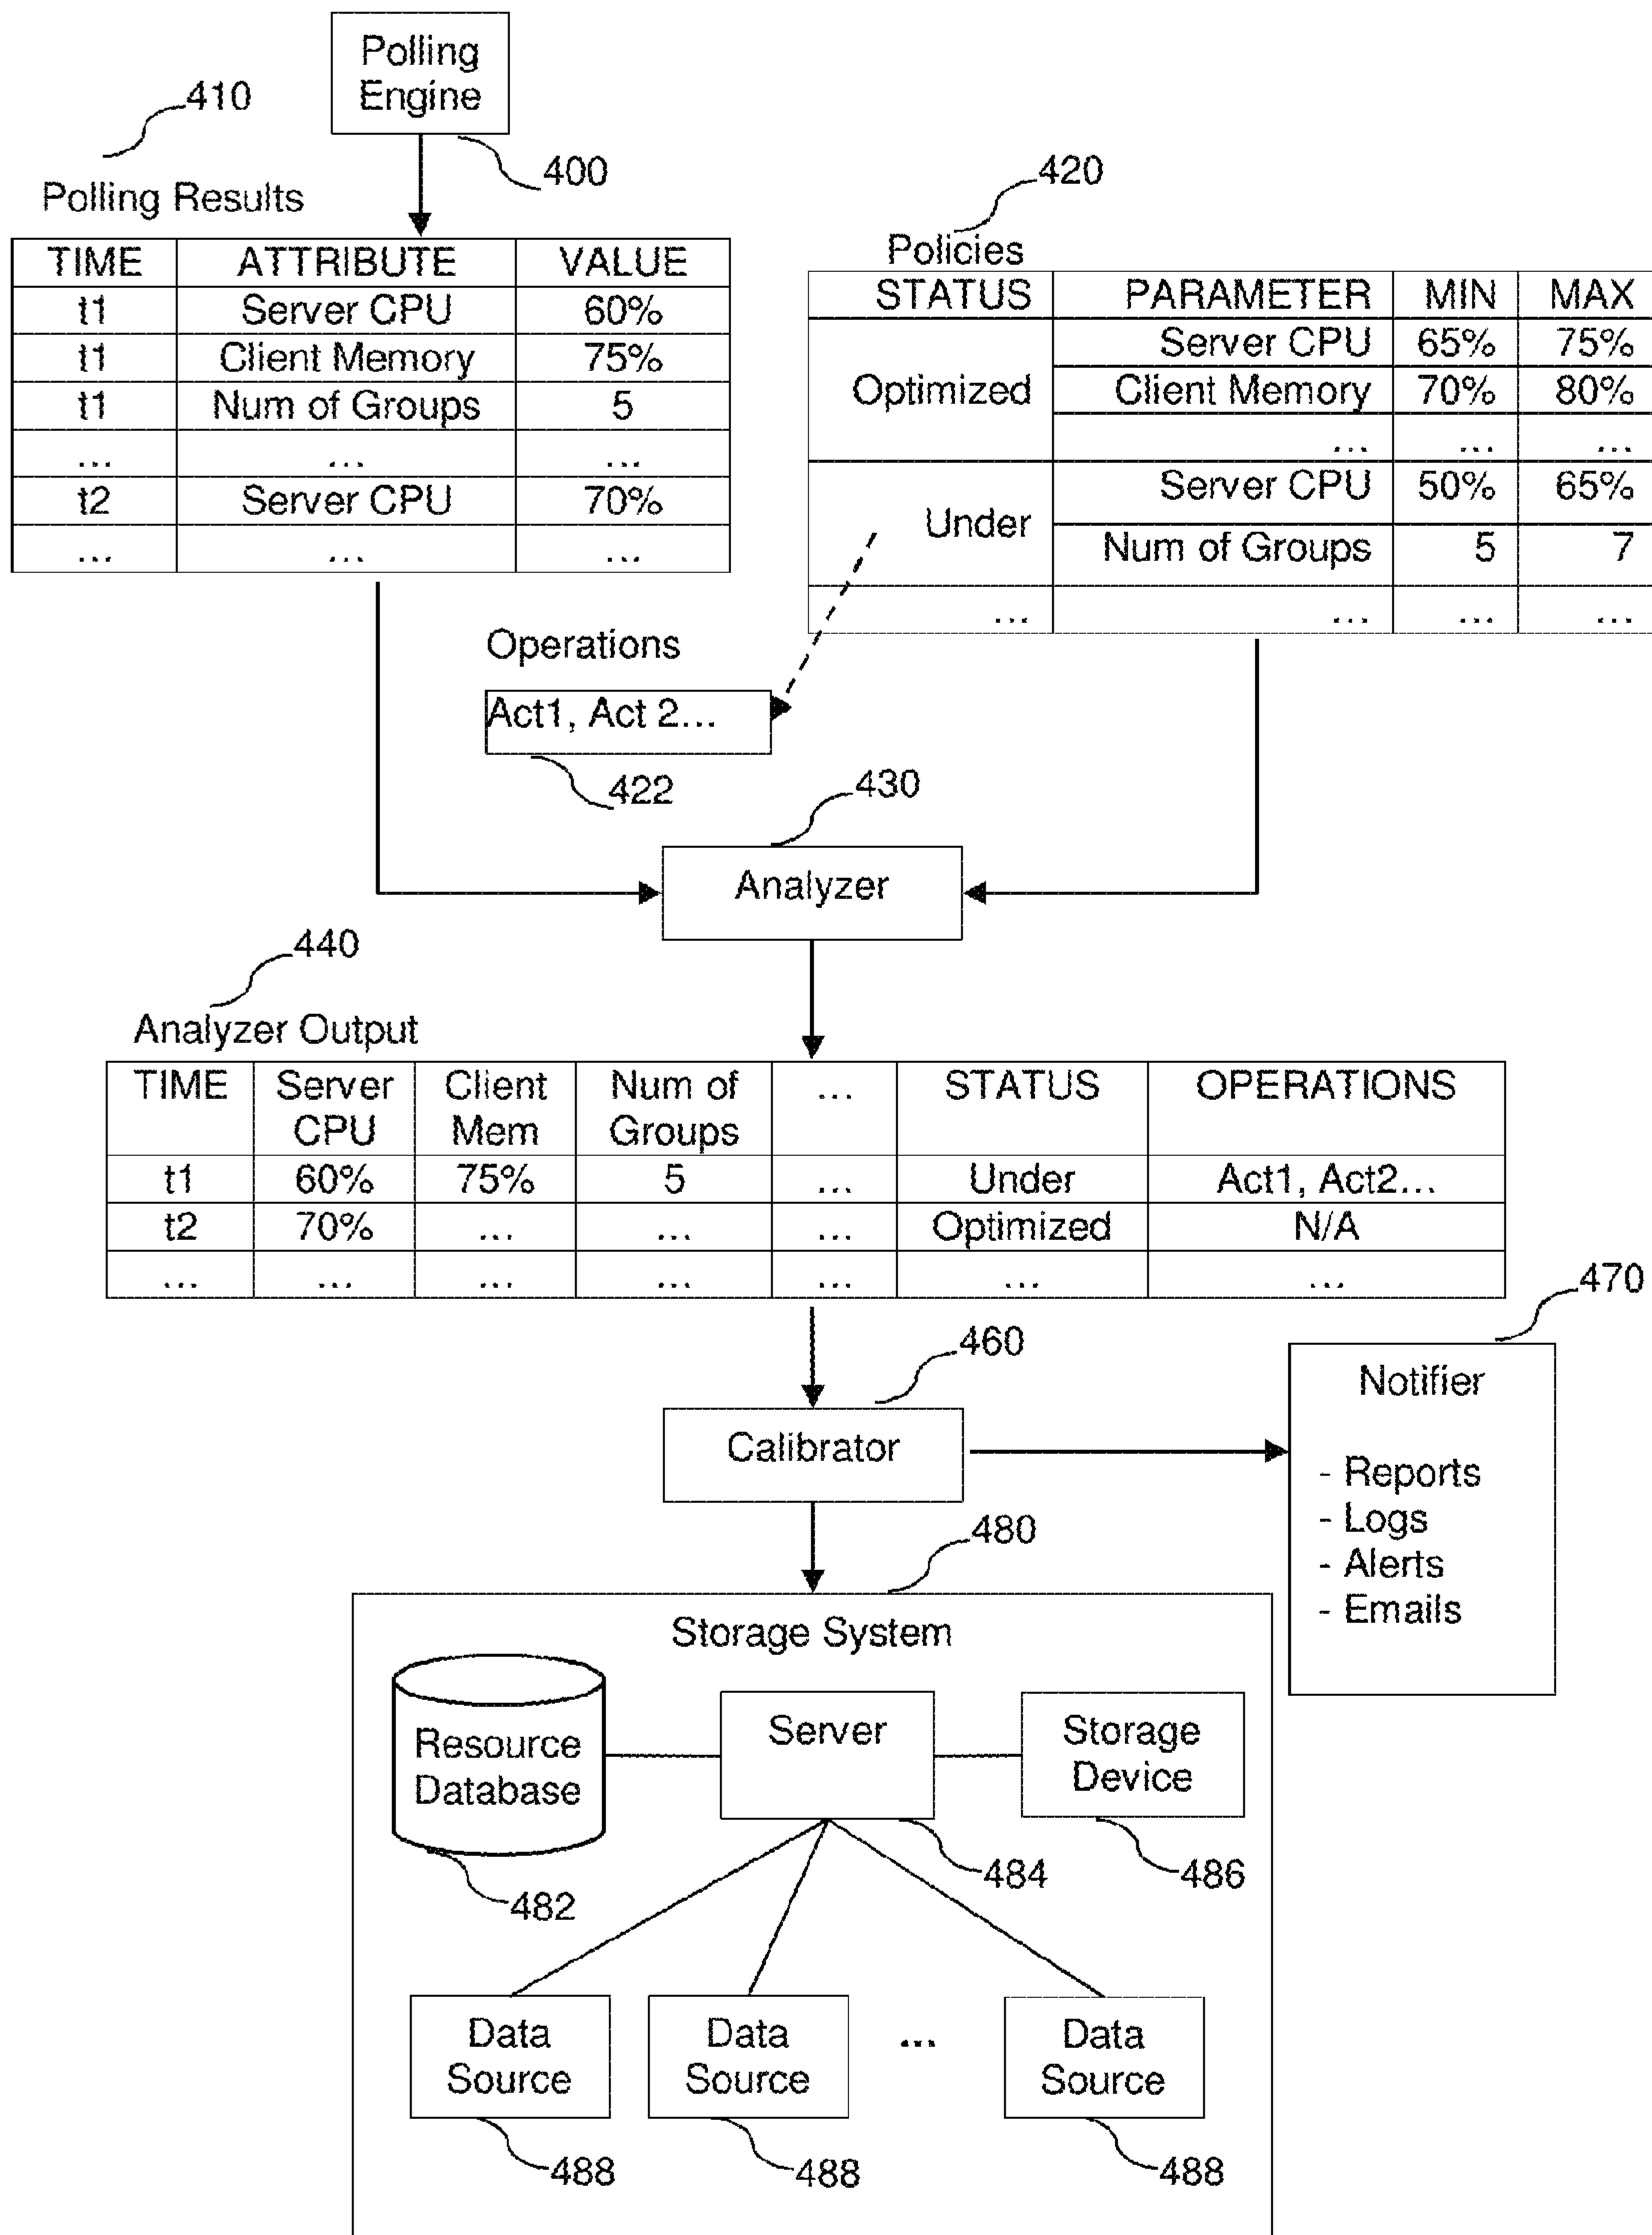 Polling
Engine
410
400
Polling Results
TIME ATTRIBUTE VALUE
t1 Server CPU 60%
t1 Client Memory 75%
t1 Num of Groups 5
... ... ...
t2 Server CPU 70%
... ... ...
420
Policies
STATUS PARAMETER MIN MAX
Optimized
Server CPU 65% 75%
Client Memory 70% 80%
... ... ...
Under
Server CPU 50% 65%
Num of Groups 5 7
... ... ... ...
Operations
Act1, Act 2...
422
430
Analyzer
440
Analyzer Output
TIME Server CPU Client Mem Num of Groups ... STATUS OPERATIONS
t1 60% 75% 5 ... Under Act1, Act2...
t2 70% ... ... ... Optimized N/A
... ... ... ... ... ... ...
460
Calibrator
470
Notifier
- Reports
- Logs
- Alerts
- Emails
480
Storage System
Resource
Database
482
Server
484
Storage
Device
486
Data
Source
488
Data
Source
488
...
Data
Source
488